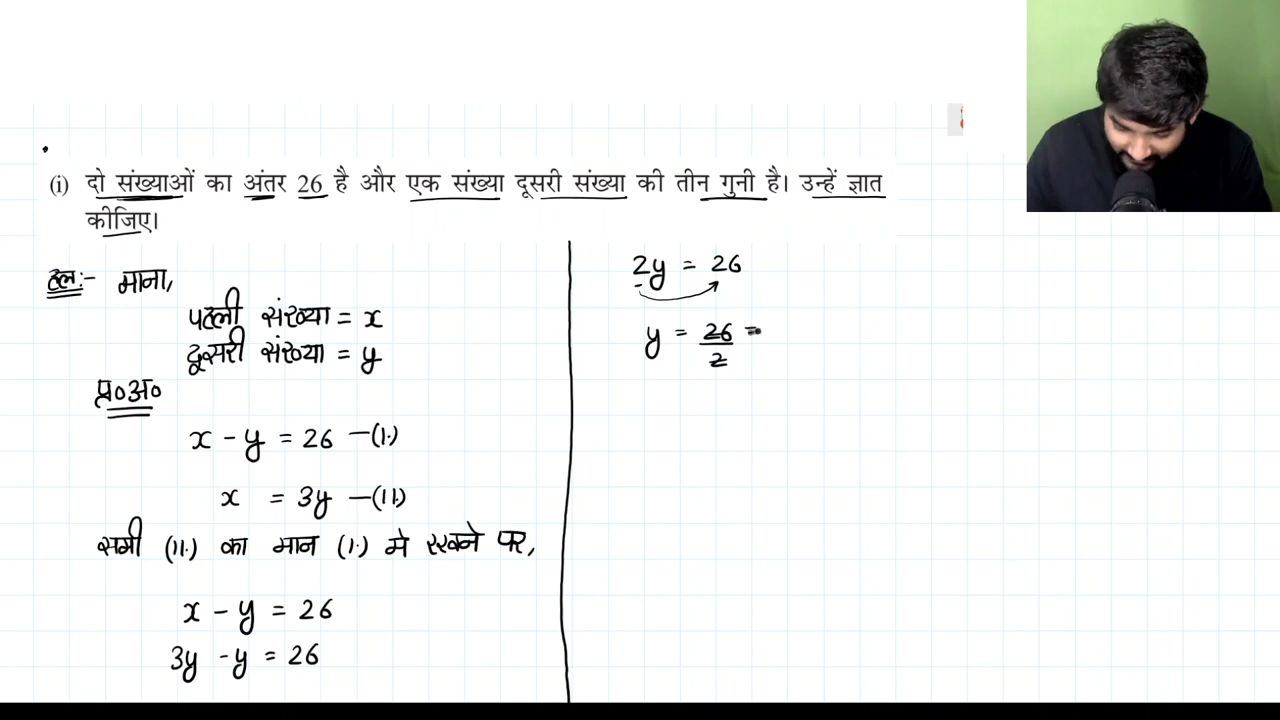 (i) दो संख्याओं का अंतर 26 है और एक संख्या दूसरी संख्या की तीन गुनी है। उन्हें ज्ञात
कीजिए।
हल:- माना,
पहली संख्या = x
दूसरी संख्या = y
प्र०अ०
x - y = 26 —(I.)
x = 3y —(II.)
समी (II.) का मान (I.) मे रखने पर,
x - y = 26
3y - y = 26
2y = 26
y = 26/2 =